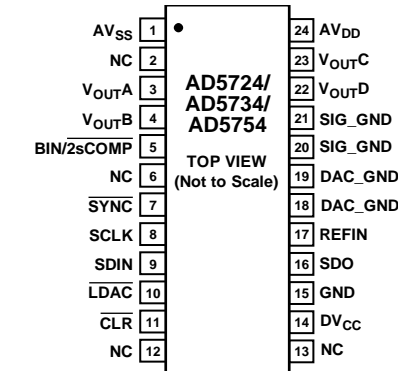 AVSS 1
NC 2
VOUTA 3
VOUTB 4
BIN/2sCOMP 5
NC 6
SYNC 7
SCLK 8
SDIN 9
LDAC 10
CLR 11
NC 12
AD5724/
AD5734/
AD5754
TOP VIEW
(Not to Scale)
24 AVDD
23 VOUTC
22 VOUTD
21 SIG_GND
20 SIG_GND
19 DAC_GND
18 DAC_GND
17 REFIN
16 SDO
15 GND
14 DVCC
13 NC